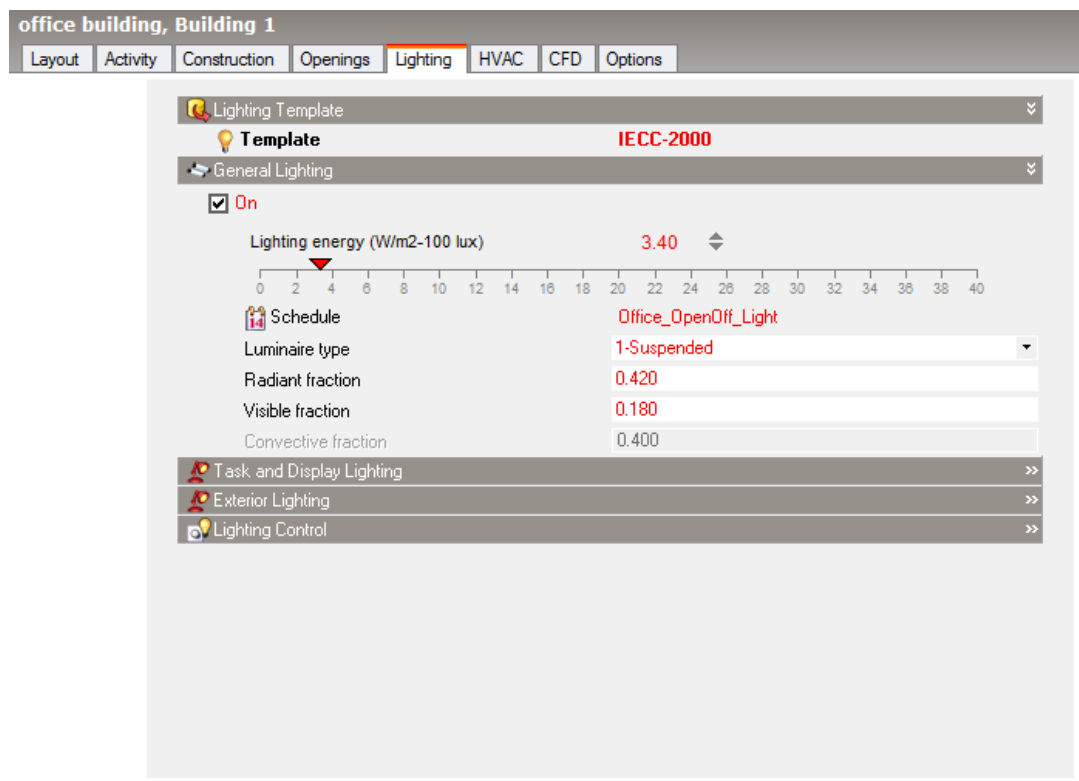 office building, Building 1
Layout Activity Construction Openings Lighting HVAC CFD Options
Lighting Template
Template IECC-2000
General Lighting
On
Lighting energy (W/m2-100 lux) 3.40
0 2 4 6 8 10 12 14 16 18 20 22 24 26 28 30 32 34 36 38 40
14 Schedule Office_OpenOff_Light
Luminaire type 1-Suspended
Radiant fraction 0.420
Visible fraction 0.180
Convective fraction 0.400
Task and Display Lighting
Exterior Lighting
Lighting Control